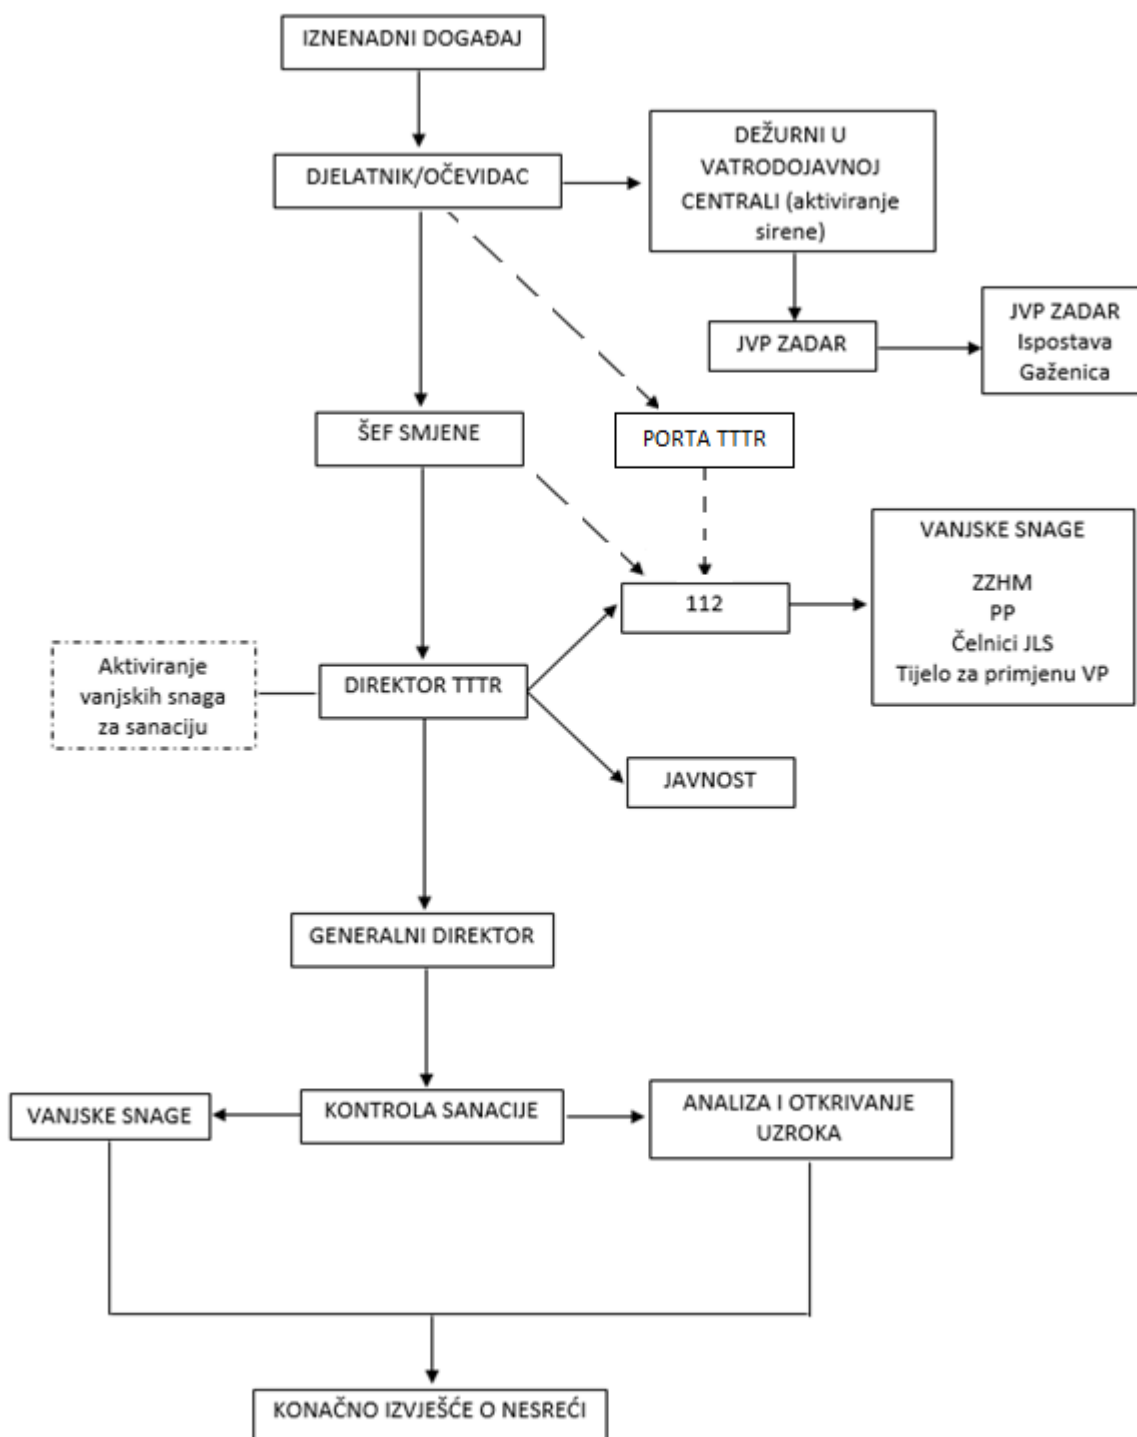 IZNENADNI DOGAĐAJ
DJELATNIK/OČEVIDAC
DEŽURNI U
VATRODOJAVNOJ
CENTRALI (aktiviranje
sirene)
JVP ZADAR
JVP ZADAR
Ispostava
Gaženica
ŠEF SMJENE
PORTA TTTR
112
VANJSKE SNAGE
ZZHM
PP
Čelnici JLS
Tijelo za primjenu VP
Aktiviranje
vanjskih snaga
za sanaciju
DIREKTOR TTTR
JAVNOST
GENERALNI DIREKTOR
VANJSKE SNAGE
KONTROLA SANACIJE
ANALIZA I OTKRIVANJE
UZROKA
KONAČNO IZVJEŠĆE O NESREĆI